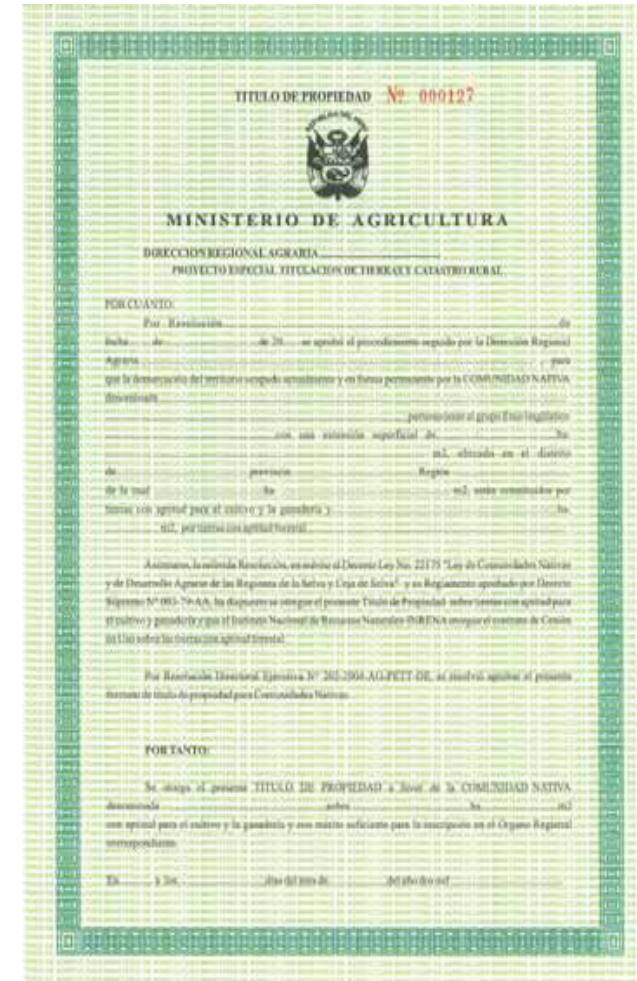 TITULO DE PROPIEDAD Nº 000127
REPUBLICA DEL PERU
MINISTERIO DE AGRICULTURA
DIRECCION REGIONAL AGRARIA
PROYECTO ESPECIAL TITULACION DE TIERRAS Y CATASTRO RURAL
POR CUANTO:
Por Resolución de
fecha de de 20 se aprobó el procedimiento seguido por la Dirección Regional
Agraria para
que la demarcación del territorio ocupado actualmente y en forma permanente por la COMUNIDAD NATIVA
denominada
perteneciente al grupo Etno lingüístico
con una extensión superficial de ha.
m2, ubicado en el distrito
de provincia Región
de la cual ha m2, están constituidos por
tierras con aptitud para el cultivo y la ganadería y ha.
m2, por tierras con aptitud forestal
Asimismo, la referida Resolución, en mérito al Decreto Ley No. 22175 "Ley de Comunidades Nativas
y de Desarrollo Agrario de las Regiones de la Selva y Ceja de Selva" y su Reglamento aprobado por Decreto
Supremo Nº 003-79-AA, ha dispuesto se otorgue el presente Título de Propiedad sobre tierras con aptitud para
el cultivo y ganadería y que el Instituto Nacional de Recursos Naturales-INRENA otorgue el contrato de Cesión
en Uso sobre las tierras con aptitud forestal.
Por Resolución Directoral Ejecutiva Nº 202-2004-AG-PETT-DE, se resolvió aprobar el presente
formato de título de propiedad para Comunidades Nativas.
POR TANTO:
Se otorga el presente TITULO DE PROPIEDAD a favor de la COMUNIDAD NATIVA
denominada sobre ha m2
con aptitud para el cultivo y la ganadería y con mérito suficiente para la inscripción en el Organo Regional
correspondiente.
En a los días del mes de del año dos mil